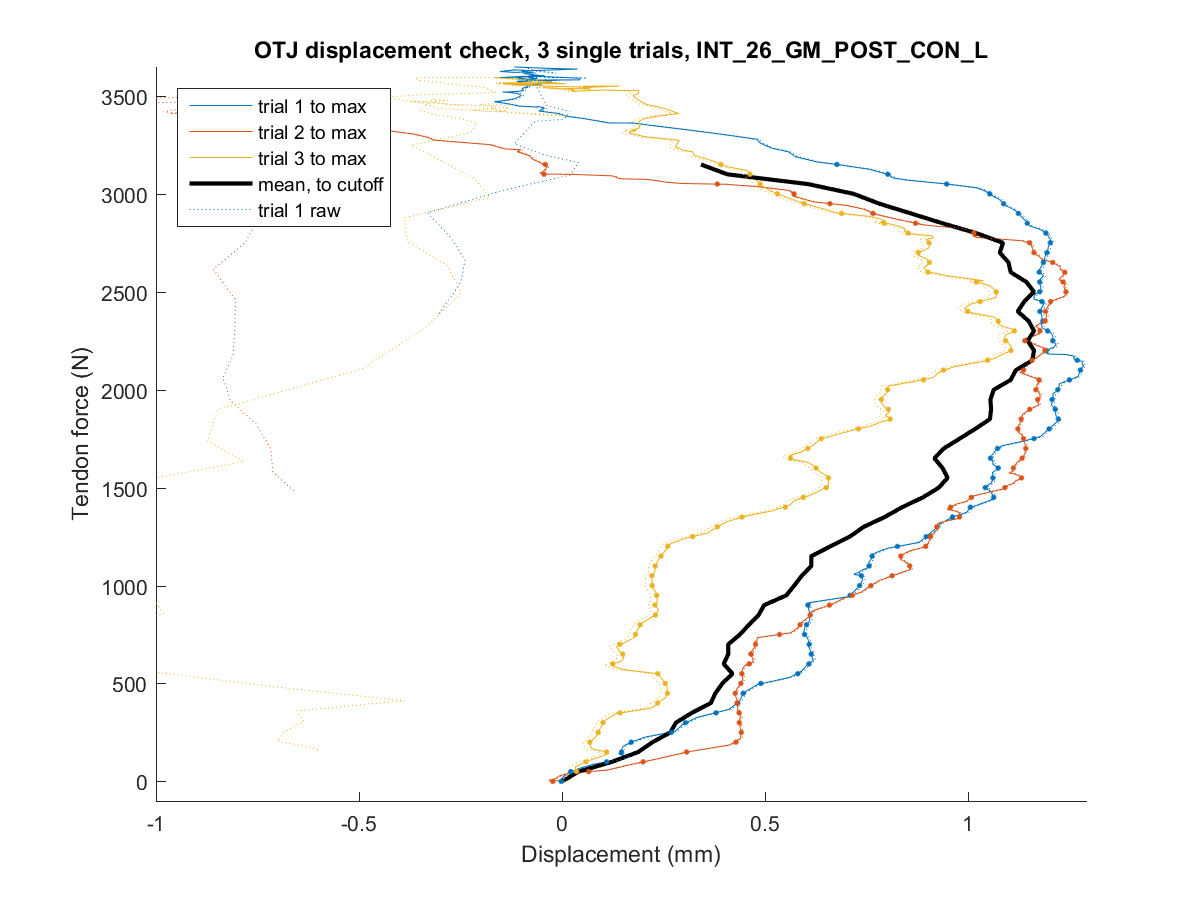 OTJ displacement check, 3 single trials, INT_26_GM_POST_CON_L
trial 1 to max
trial 2 to max
trial 3 to max
mean, to cutoff
trial 1 raw
3500
3000
2500
2000
1500
1000
500
0
Tendon force (N)
-1
-0.5
0
0.5
1
Displacement (mm)